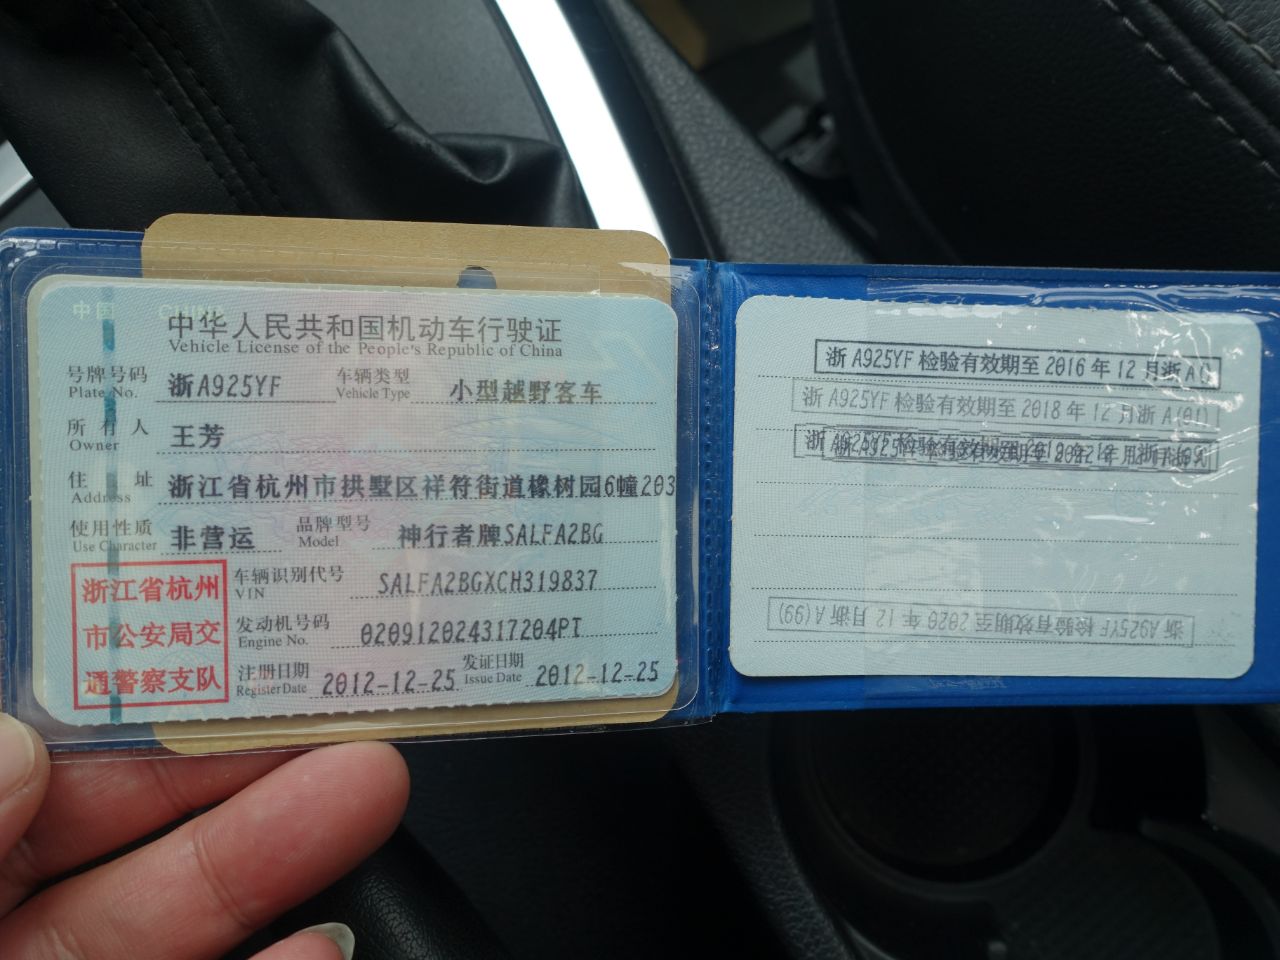 中国 CHINA
中华人民共和国机动车行驶证
Vehicle License of the People's Republic of China
号牌号码 浙A925YF 车辆类型 小型越野客车
Plate No. Vehicle Type
所有人 王芳
Owner
住址 浙江省杭州市拱墅区祥符街道橡树园6幢203
Address
使用性质 非营运 品牌型号 神行者牌SALFA2BG
Use Character Model
浙江省杭州
市公安局交
通警察支队
车辆识别代号 SALFA2BGXCH319837
VIN
发动机号码 020912024317204PT
Engine No.
注册日期 2012-12-25 发证日期 2012-12-25
Register Date Issue Date
浙A925YF检验有效期至2016年12月浙A(
浙A925YF检验有效期至2018年12月浙A(01)
浙A925YF检验有效期至2020年12月浙A(99)